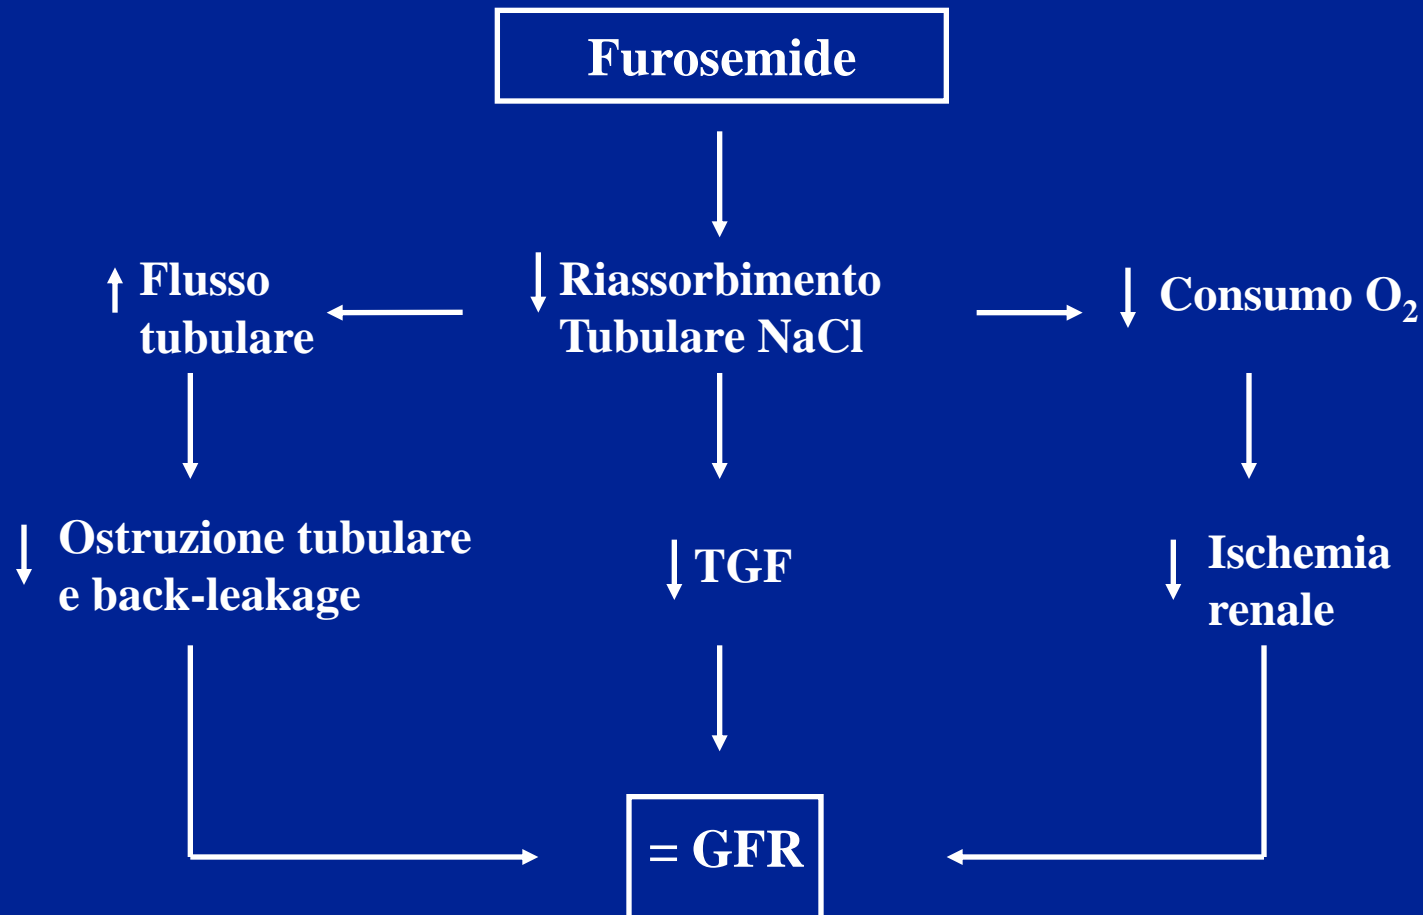 Furosemide
Flusso
tubulare
Riassorbimento
Tubulare NaCl
Consumo O₂
Ostruzione tubulare
e back-leakage
TGF
Ischemia
renale
= GFR